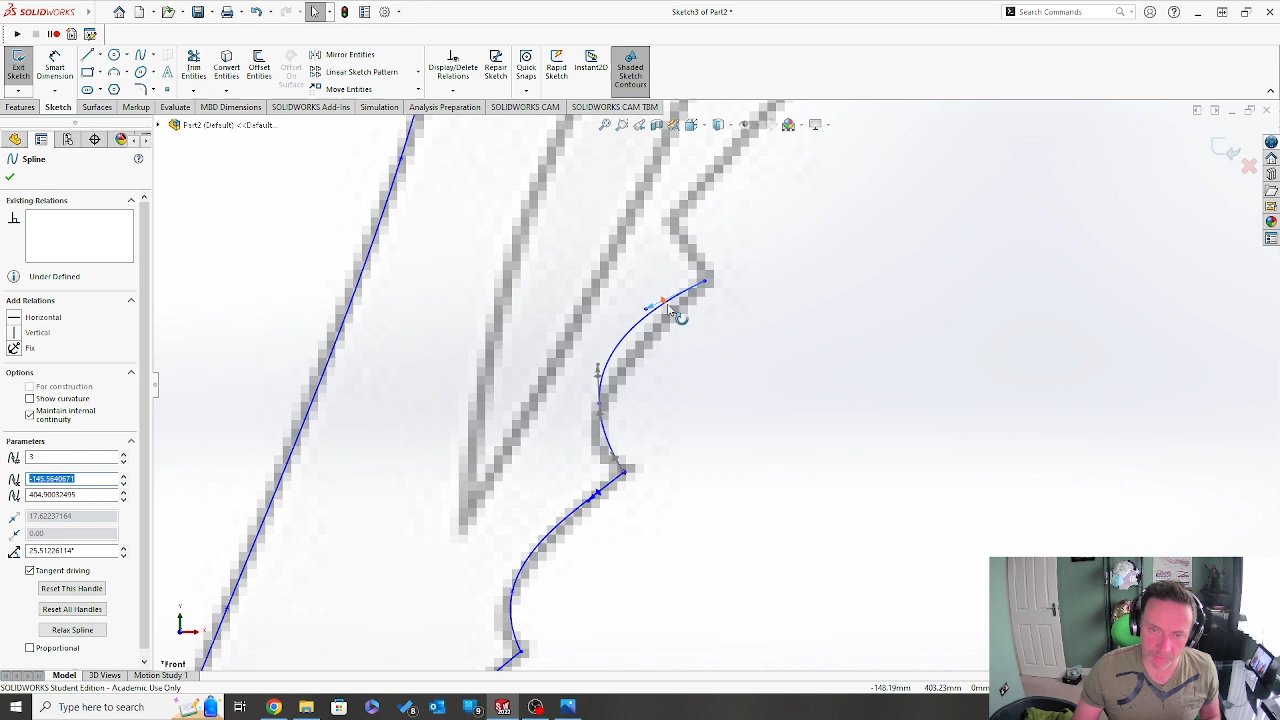 SOLIDWORKS
Sketch3 of Part2 *
Search Commands
Exit Sketch
Smart Dimension
Trim Entities
Convert Entities
Offset Entities
Offset On Surface
Mirror Entities
Linear Sketch Pattern
Move Entities
Display/Delete Relations
Repair Sketch
Quick Snaps
Rapid Sketch
Instant2D
Shaded Sketch Contours
Features Sketch Surfaces Markup Evaluate MBD Dimensions SOLIDWORKS Add-Ins Simulation Analysis Preparation SOLIDWORKS CAM SOLIDWORKS CAM TBM
Part2 (Default) <<Default...
Spline
Existing Relations
Under Defined
Add Relations
Horizontal
Vertical
Fix
Options
For construction
Show curvature
Maintain internal
continuity
Parameters
3
-145.5640671
404.90032495
17.62237164
0.00
25.51226114°
Tangent driving
Reset This Handle
Reset All Handles
Relax Spline
Proportional
Y
X
*Front
Model 3D Views Motion Study 1
SOLIDWORKS Student Edition - Academic Use Only
-148.19mm 403.23mm 0mm
Type here to search